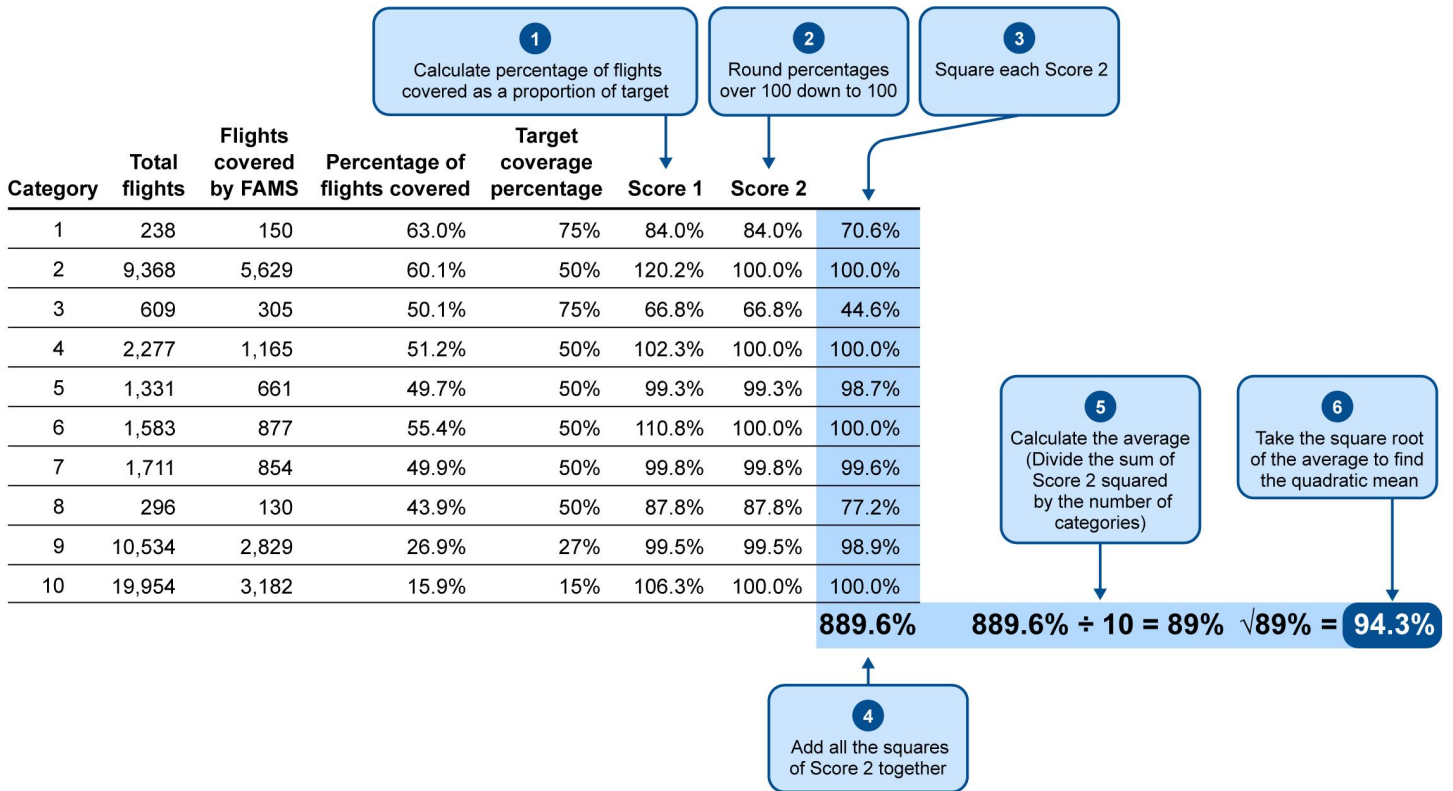 1
Calculate percentage of flights
covered as a proportion of target
2
Round percentages
over 100 down to 100
3
Square each Score 2
Category Total flights Flights covered by FAMS Percentage of flights covered Target coverage percentage Score 1 Score 2
1 238 150 63.0% 75% 84.0% 84.0% 70.6%
2 9,368 5,629 60.1% 50% 120.2% 100.0% 100.0%
3 609 305 50.1% 75% 66.8% 66.8% 44.6%
4 2,277 1,165 51.2% 50% 102.3% 100.0% 100.0%
5 1,331 661 49.7% 50% 99.3% 99.3% 98.7%
6 1,583 877 55.4% 50% 110.8% 100.0% 100.0%
7 1,711 854 49.9% 50% 99.8% 99.8% 99.6%
8 296 130 43.9% 50% 87.8% 87.8% 77.2%
9 10,534 2,829 26.9% 27% 99.5% 99.5% 98.9%
10 19,954 3,182 15.9% 15% 106.3% 100.0% 100.0%
889.6% 889.6% ÷ 10 = 89% √89% = 94.3%
4
Add all the squares
of Score 2 together
5
Calculate the average
(Divide the sum of
Score 2 squared
by the number of
categories)
6
Take the square root
of the average to find
the quadratic mean